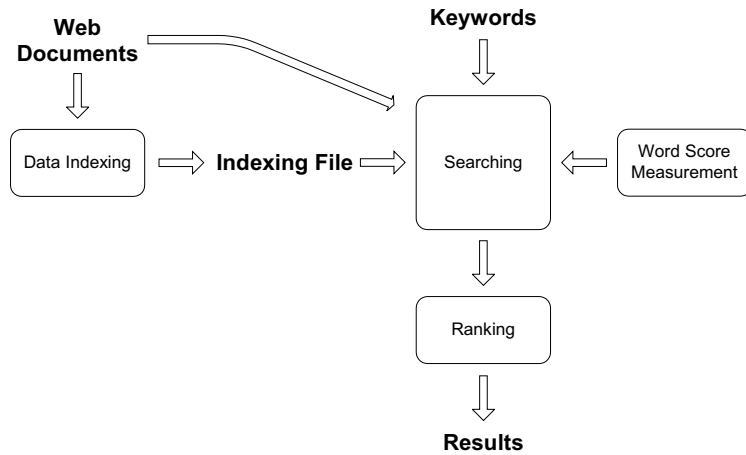 Web
Documents
Keywords
Data Indexing
Indexing File
Searching
Word Score
Measurement
Ranking
Results